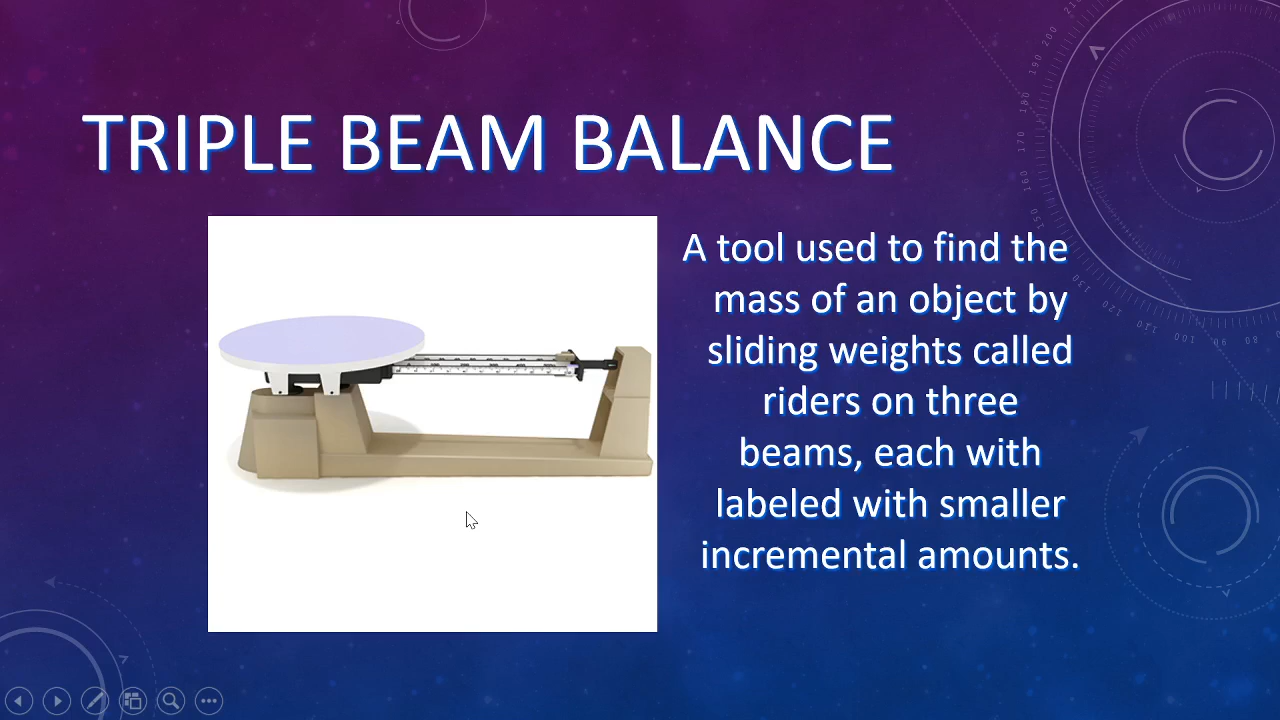 TRIPLE BEAM BALANCE
A tool used to find the
mass of an object by
sliding weights called
riders on three
beams, each with
labeled with smaller
incremental amounts.